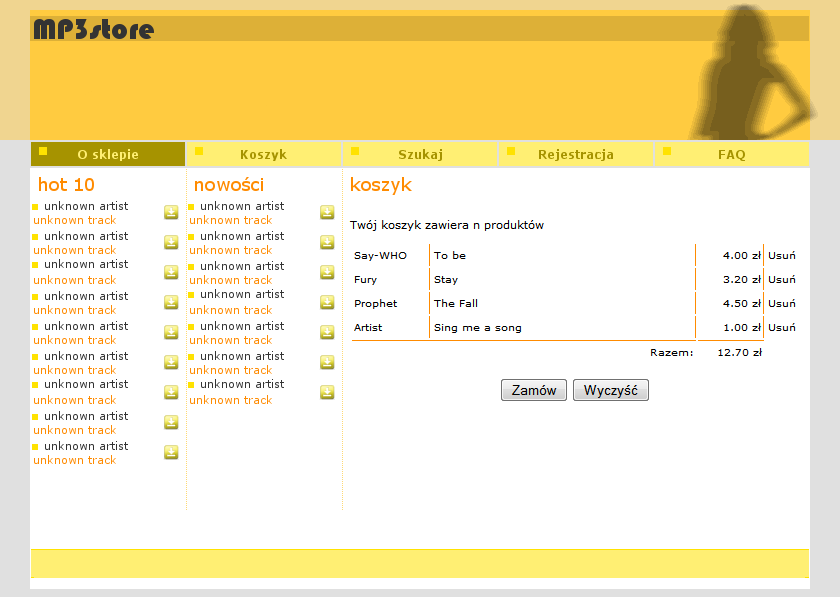 MP3store
O sklepie Koszyk Szukaj Rejestracja FAQ
hot 10
unknown artist
unknown track
unknown artist
unknown track
unknown artist
unknown track
unknown artist
unknown track
unknown artist
unknown track
unknown artist
unknown track
unknown artist
unknown track
unknown artist
unknown track
unknown artist
unknown track
nowości
unknown artist
unknown track
unknown artist
unknown track
unknown artist
unknown track
unknown artist
unknown track
unknown artist
unknown track
unknown artist
unknown track
unknown artist
unknown track
koszyk
Twój koszyk zawiera n produktów
Say-WHO To be 4.00 zł Usuń
Fury Stay 3.20 zł Usuń
Prophet The Fall 4.50 zł Usuń
Artist Sing me a song 1.00 zł Usuń
Razem: 12.70 zł
Zamów Wyczyść